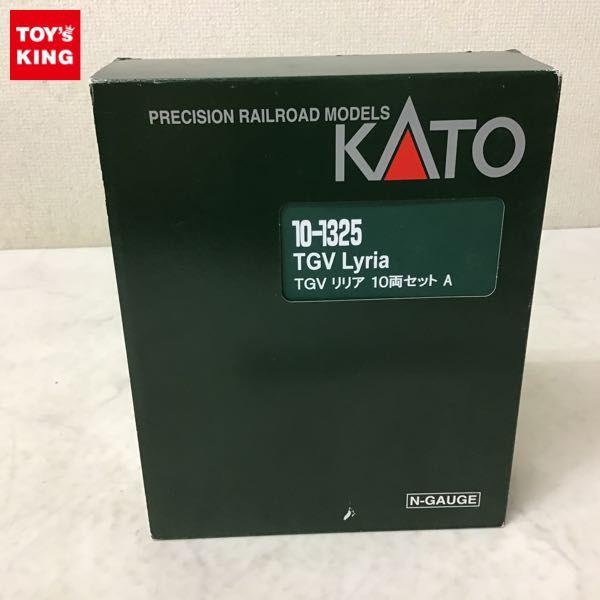 TOY's
KING
PRECISION RAILROAD MODELS
KATO
10-1325
TGV Lyria
TGV リリア 10両セット A
N-GAUGE